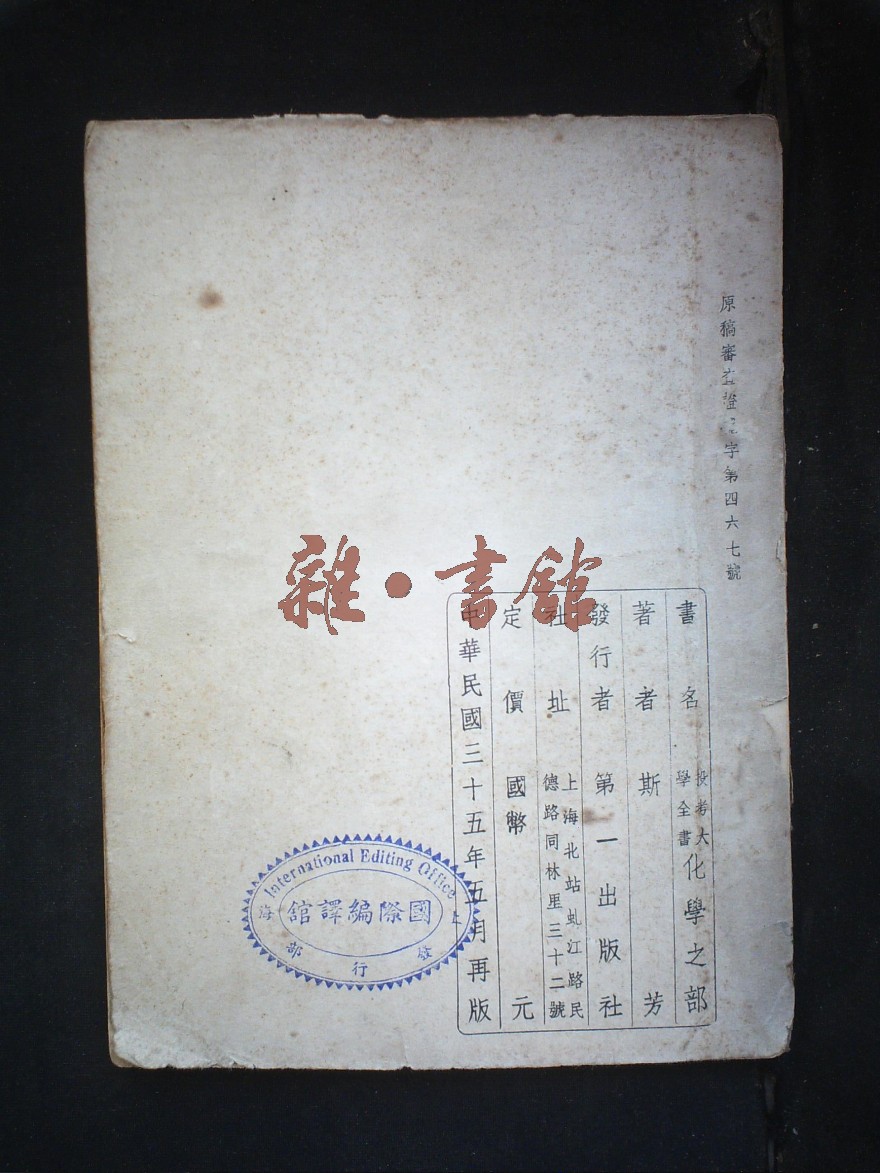 原稿審查證 字第四六七號
書名 投考大學全書 化學之部
著者 斯芳
發行者 第一出版社
社址 上海北站虬江路民德路同林里三十二號
定價 國幣 元
中華民國三十五年五月再版
雜·書館
International Editing Office
國際編譯館
上海
發行部